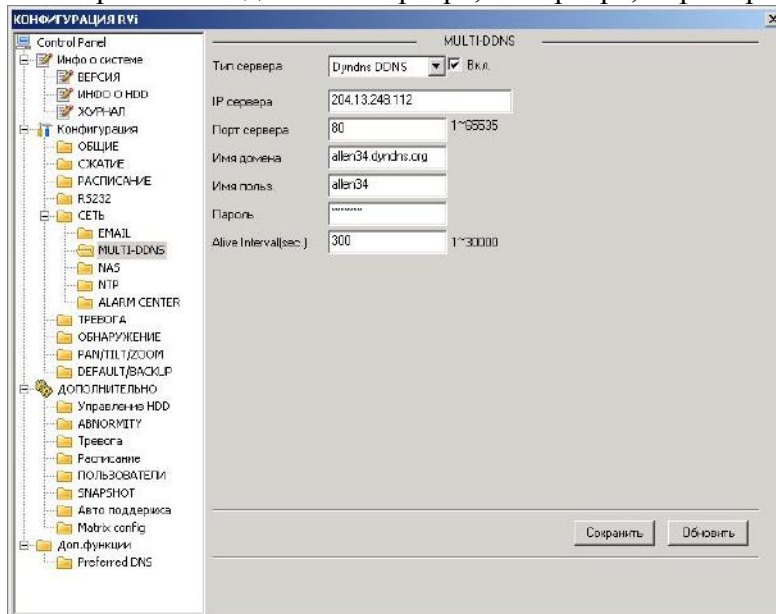 КОНФИГУРАЦИЯ RVi
Control Panel
Инфо о системе
ВЕРСИЯ
ИНФО О HDD
ЖУРНАЛ
Конфигурация
ОБЩИЕ
СЖАТИЕ
РАСПИСАНИЕ
RS232
СЕТЬ
EMAIL
MULTI-DDNS
NAS
NTP
ALARM CENTER
ТРЕВОГА
ОБНАРУЖЕНИЕ
PAN/TILT/ZOOM
DEFAULT/BACKUP
ДОПОЛНИТЕЛЬНО
Управление HDD
ABNORMITY
Тревога
Расписание
ПОЛЬЗОВАТЕЛИ
SNAPSHOT
Авто поддержка
Matrix config
Доп.функции
Preferred DNS
MULTI-DDNS
Тип сервера Dyndns DDNS Вкл.
IP сервера 204.13.248.112
Порт сервера 80 1~65535
Имя домена allen34.dyndns.org
Имя польз. allen34
Пароль ********
Alive Interval(sec.) 300 1~30000
Сохранить Обновить